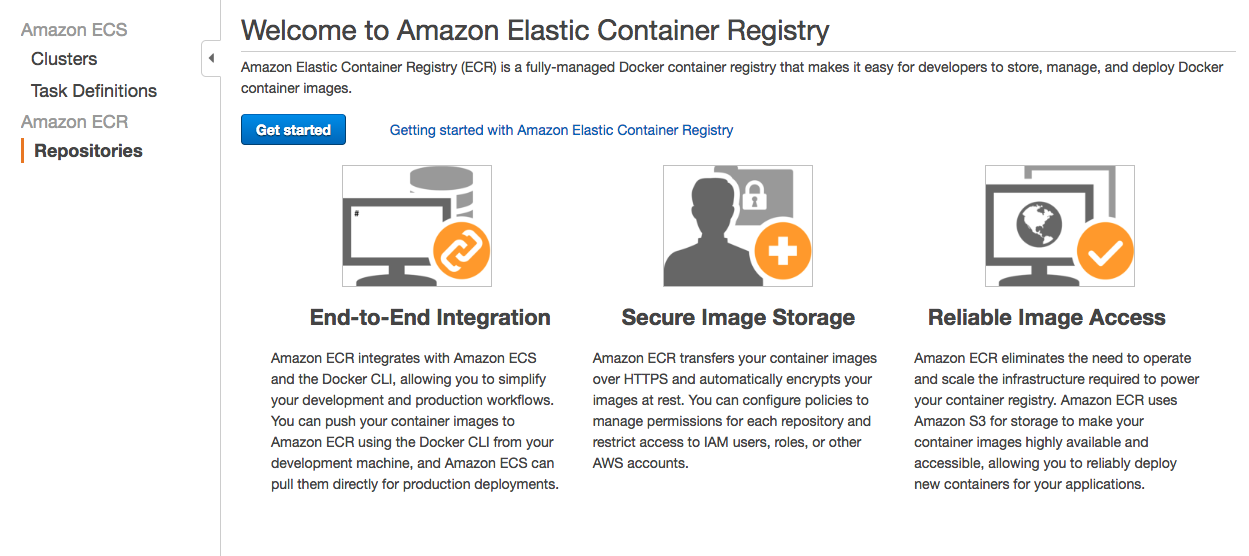 Amazon ECS
Clusters
Task Definitions
Amazon ECR
Repositories
Welcome to Amazon Elastic Container Registry
Amazon Elastic Container Registry (ECR) is a fully-managed Docker container registry that makes it easy for developers to store, manage, and deploy Docker
container images.
Get started
Getting started with Amazon Elastic Container Registry
#
End-to-End Integration
Amazon ECR integrates with Amazon ECS
and the Docker CLI, allowing you to simplify
your development and production workflows.
You can push your container images to
Amazon ECR using the Docker CLI from your
development machine, and Amazon ECS can
pull them directly for production deployments.
Secure Image Storage
Amazon ECR transfers your container images
over HTTPS and automatically encrypts your
images at rest. You can configure policies to
manage permissions for each repository and
restrict access to IAM users, roles, or other
AWS accounts.
Reliable Image Access
Amazon ECR eliminates the need to operate
and scale the infrastructure required to power
your container registry. Amazon ECR uses
Amazon S3 for storage to make your
container images highly available and
accessible, allowing you to reliably deploy
new containers for your applications.